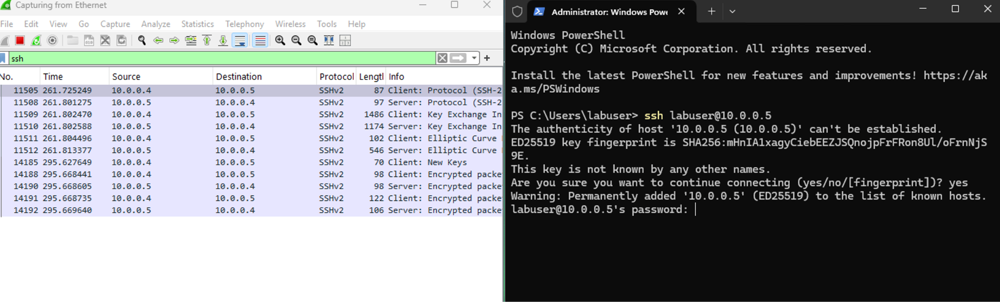 Capturing from Ethernet
File Edit View Go Capture Analyze Statistics Telephony Wireless Tools Help
ssh
No. Time Source Destination Protocol Lengtl Info
11505 261.725249 10.0.0.4 10.0.0.5 SSHv2 87 Client: Protocol (SSH-2
11508 261.801275 10.0.0.5 10.0.0.4 SSHv2 97 Server: Protocol (SSH-2
11509 261.802470 10.0.0.4 10.0.0.5 SSHv2 1486 Client: Key Exchange In
11510 261.802588 10.0.0.5 10.0.0.4 SSHv2 1174 Server: Key Exchange In
11511 261.804496 10.0.0.4 10.0.0.5 SSHv2 102 Client: Elliptic Curve
11512 261.813377 10.0.0.5 10.0.0.4 SSHv2 546 Server: Elliptic Curve
14185 295.627649 10.0.0.4 10.0.0.5 SSHv2 70 Client: New Keys
14188 295.668441 10.0.0.4 10.0.0.5 SSHv2 98 Client: Encrypted packe
14190 295.668605 10.0.0.5 10.0.0.4 SSHv2 98 Server: Encrypted packe
14191 295.668735 10.0.0.4 10.0.0.5 SSHv2 122 Client: Encrypted packe
14192 295.669640 10.0.0.5 10.0.0.4 SSHv2 106 Server: Encrypted packe
Administrator: Windows Powe
Windows PowerShell
Copyright (C) Microsoft Corporation. All rights reserved.
Install the latest PowerShell for new features and improvements! https://ak
a.ms/PSWindows
PS C:\Users\labuser> ssh labuser@10.0.0.5
The authenticity of host '10.0.0.5 (10.0.0.5)' can't be established.
ED25519 key fingerprint is SHA256:mHnIA1xagyCiebEEZJSQnojpFrFRon8Ul/oFrnNjS
9E.
This key is not known by any other names.
Are you sure you want to continue connecting (yes/no/[fingerprint])? yes
Warning: Permanently added '10.0.0.5' (ED25519) to the list of known hosts.
labuser@10.0.0.5's password: